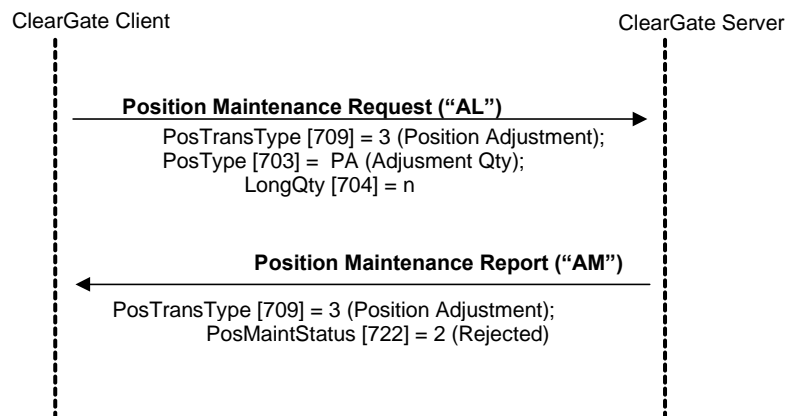 ClearGate Client
ClearGate Server
Position Maintenance Request (“AL”)
PosTransType [709] = 3 (Position Adjustment);
PosType [703] = PA (Adjusment Qty);
LongQty [704] = n
Position Maintenance Report (“AM”)
PosTransType [709] = 3 (Position Adjustment);
PosMaintStatus [722] = 2 (Rejected)